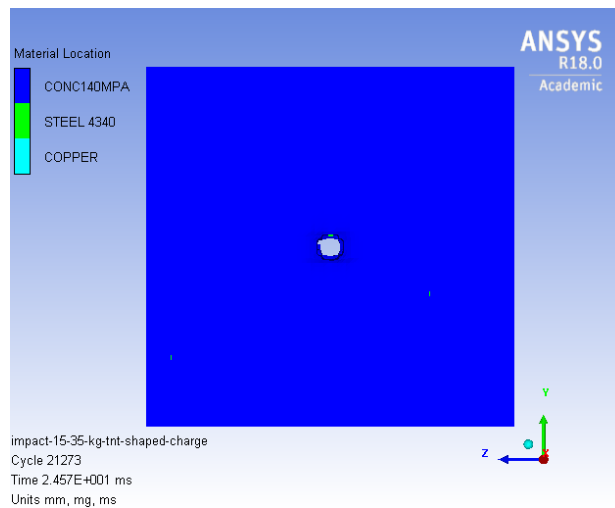 Material Location
CONC140MPA
STEEL 4340
COPPER
ANSYS
R18.0
Academic
impact-15-35-kg-tnt-shaped-charge
Cycle 21273
Time 2.457E+001 ms
Units mm, mg, ms
Y
Z
X